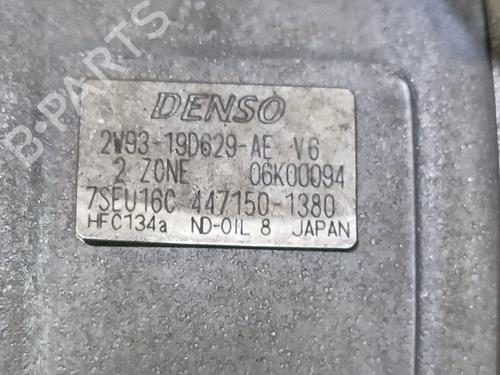 B-PARTS
DENSO
2W93-19D629-AE V6
2 ZONE 06K00094
7SEU16C 447150-1380
HFC134a ND-OIL 8 JAPAN